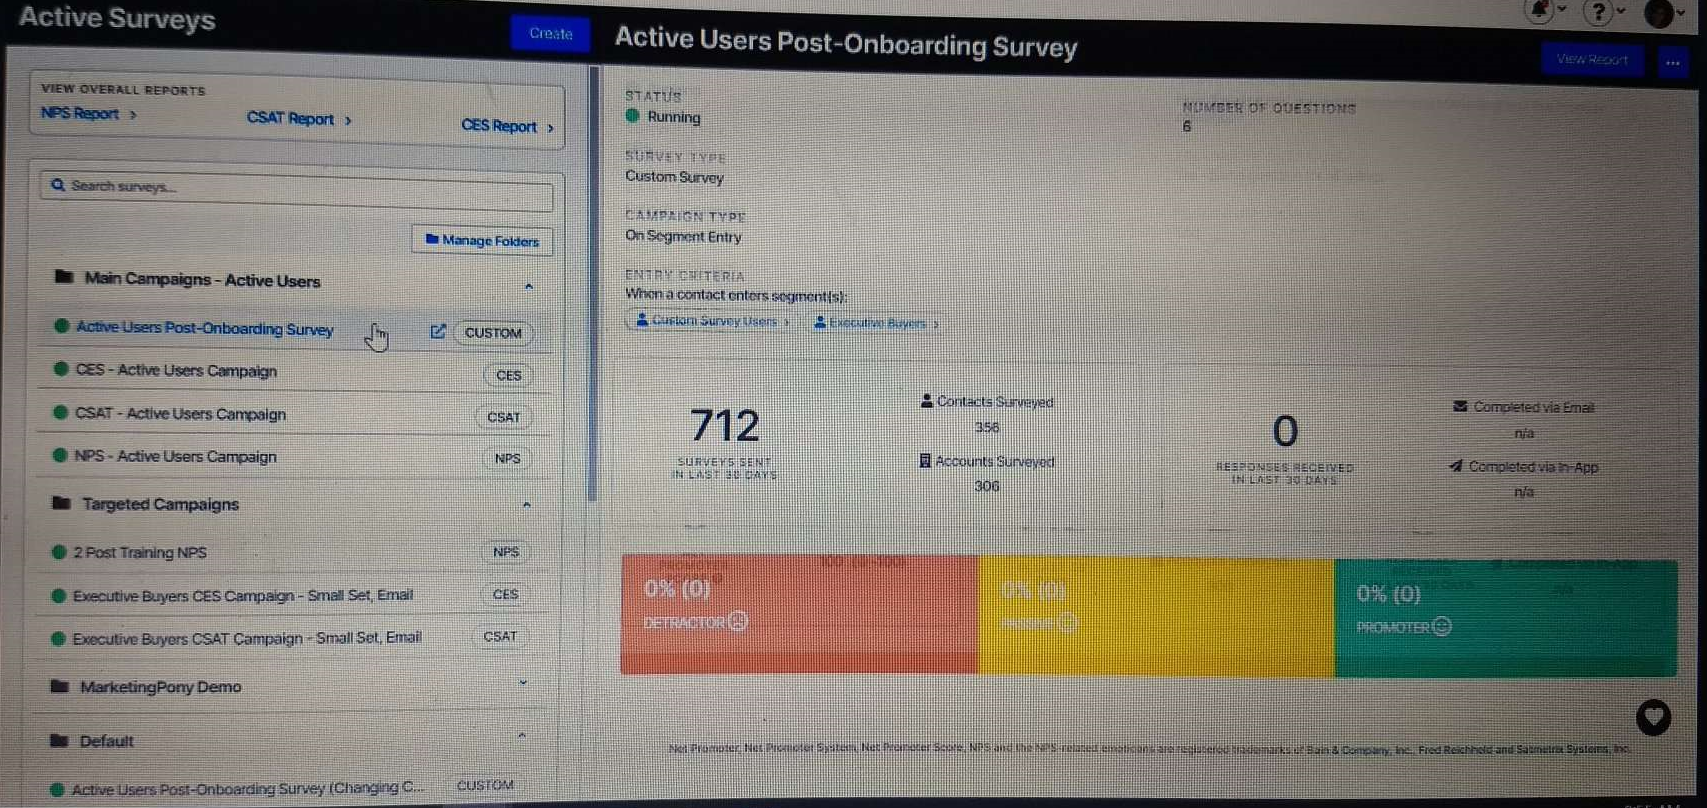 Active Surveys
Create
VIEW OVERALL REPORTS
NPS Report >
CSAT Report >
CES Report >
Search surveys...
Manage Folders
Main Campaigns - Active Users
Active Users Post-Onboarding Survey
CUSTOM
CES - Active Users Campaign
CES
CSAT - Active Users Campaign
CSAT
NPS - Active Users Campaign
NPS
Targeted Campaigns
2 Post Training NPS
NPS
Executive Buyers CES Campaign - Small Set, Email
CES
Executive Buyers CSAT Campaign - Small Set, Email
CSAT
MarketingPony Demo
Default
Active Users Post-Onboarding Survey (Changing C...
CUSTOM
?
Active Users Post-Onboarding Survey
View Report
...
STATUS
Running
NUMBER OF QUESTIONS
6
SURVEY TYPE
Custom Survey
CAMPAIGN TYPE
On Segment Entry
ENTRY CRITERIA
When a contact enters segment(s):
Custom Survey Users >
Executive Buyers >
712
SURVEYS SENT
IN LAST 30 DAYS
Contacts Surveyed
356
Accounts Surveyed
306
0
RESPONSES RECEIVED
IN LAST 30 DAYS
Completed via Email
n/a
Completed via In-App
n/a
0% (0)
DETRACTOR
0% (0)
0% (0)
PROMOTER
Net Promoter, Net Promoter System, Net Promoter Score, NPS and the NPS-related emoticons are registered trademarks of Bain & Company, Inc., Fred Reichheld and Satmetrix Systems, Inc.